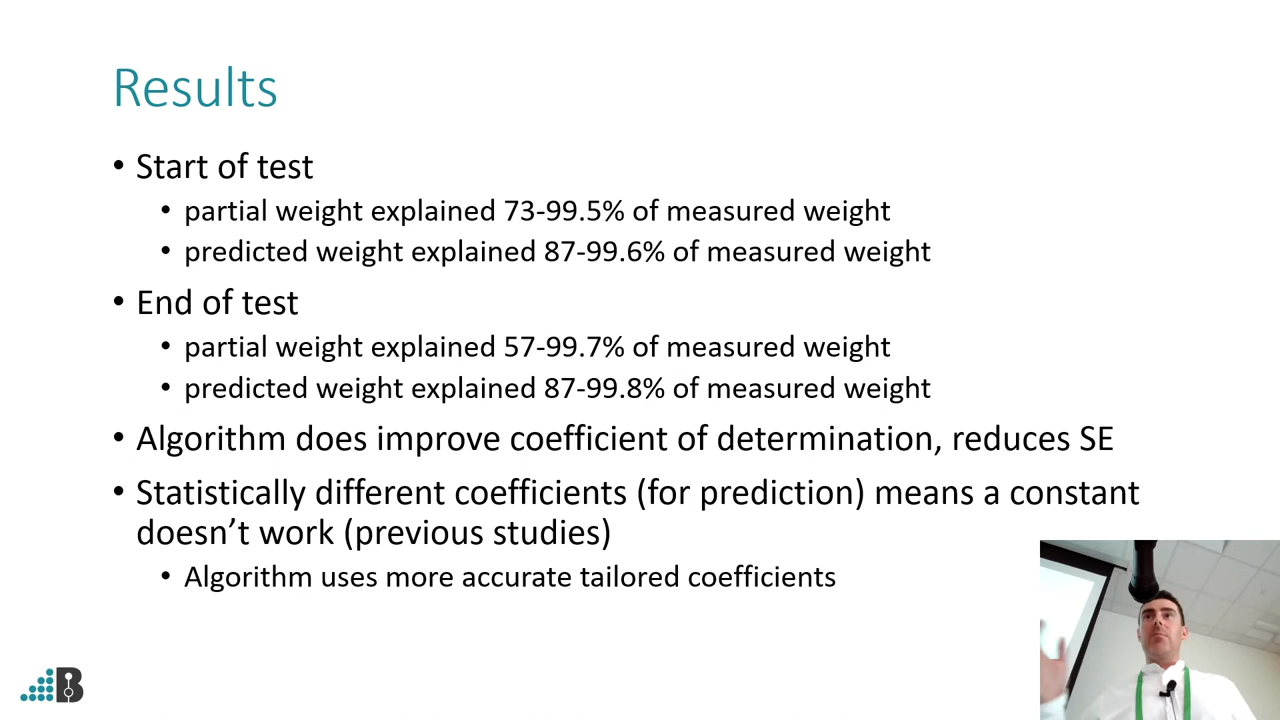 Results
• Start of test
• partial weight explained 73-99.5% of measured weight
• predicted weight explained 87-99.6% of measured weight
• End of test
• partial weight explained 57-99.7% of measured weight
• predicted weight explained 87-99.8% of measured weight
• Algorithm does improve coefficient of determination, reduces SE
• Statistically different coefficients (for prediction) means a constant
doesn’t work (previous studies)
• Algorithm uses more accurate tailored coefficients
B